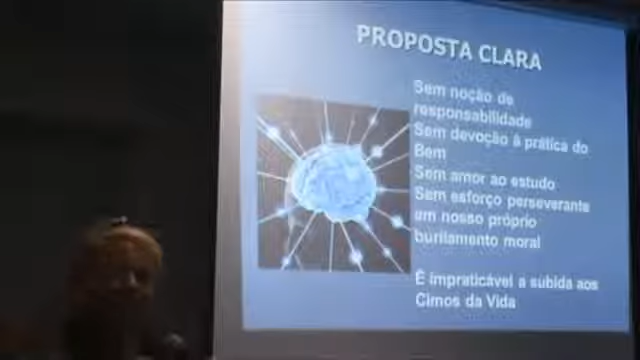 PROPOSTA CLARA
Sem noção de
responsabilidade
Sem devoção à prática do
Bem
Sem amor ao estudo
Sem esforço perseverante
em nosso próprio
burilamento moral
É impraticável a subida aos
Cimos da Vida